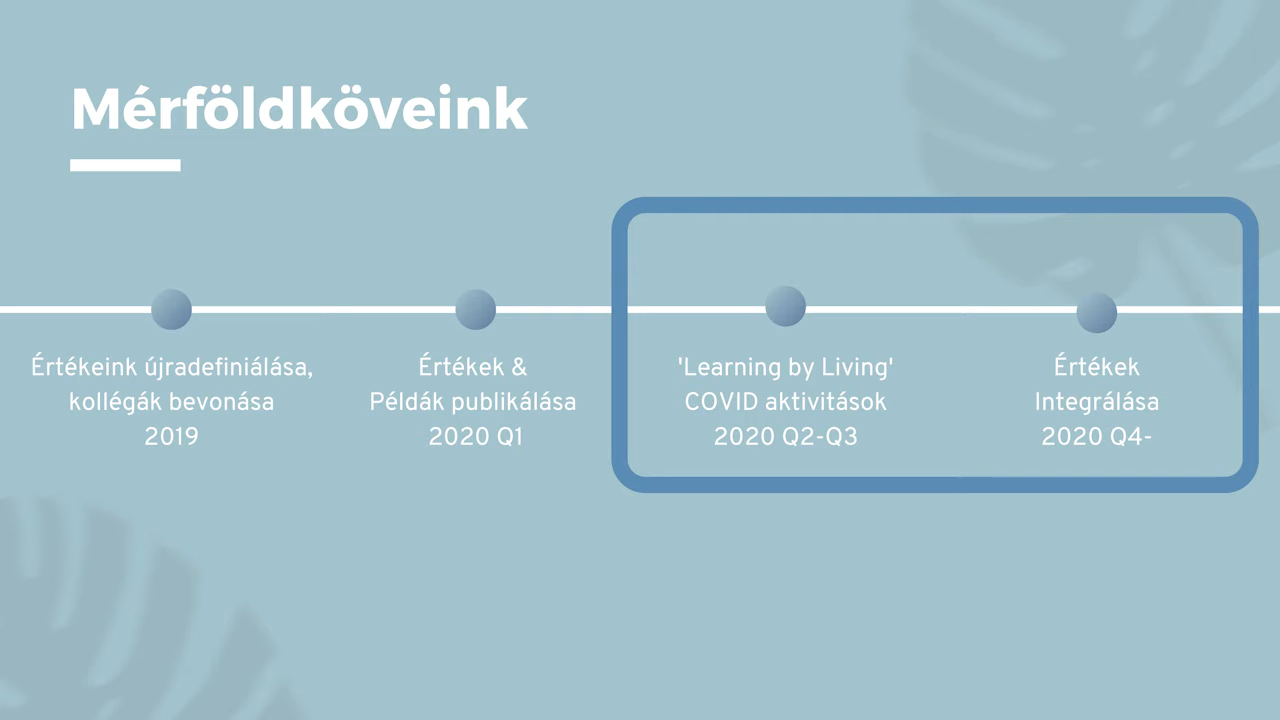 Mérföldköveink
Értékeink újradefiniálása,
kollégák bevonása
2019
Értékek &
Példák publikálása
2020 Q1
'Learning by Living'
COVID aktivitások
2020 Q2-Q3
Értékek
Integrálása
2020 Q4-